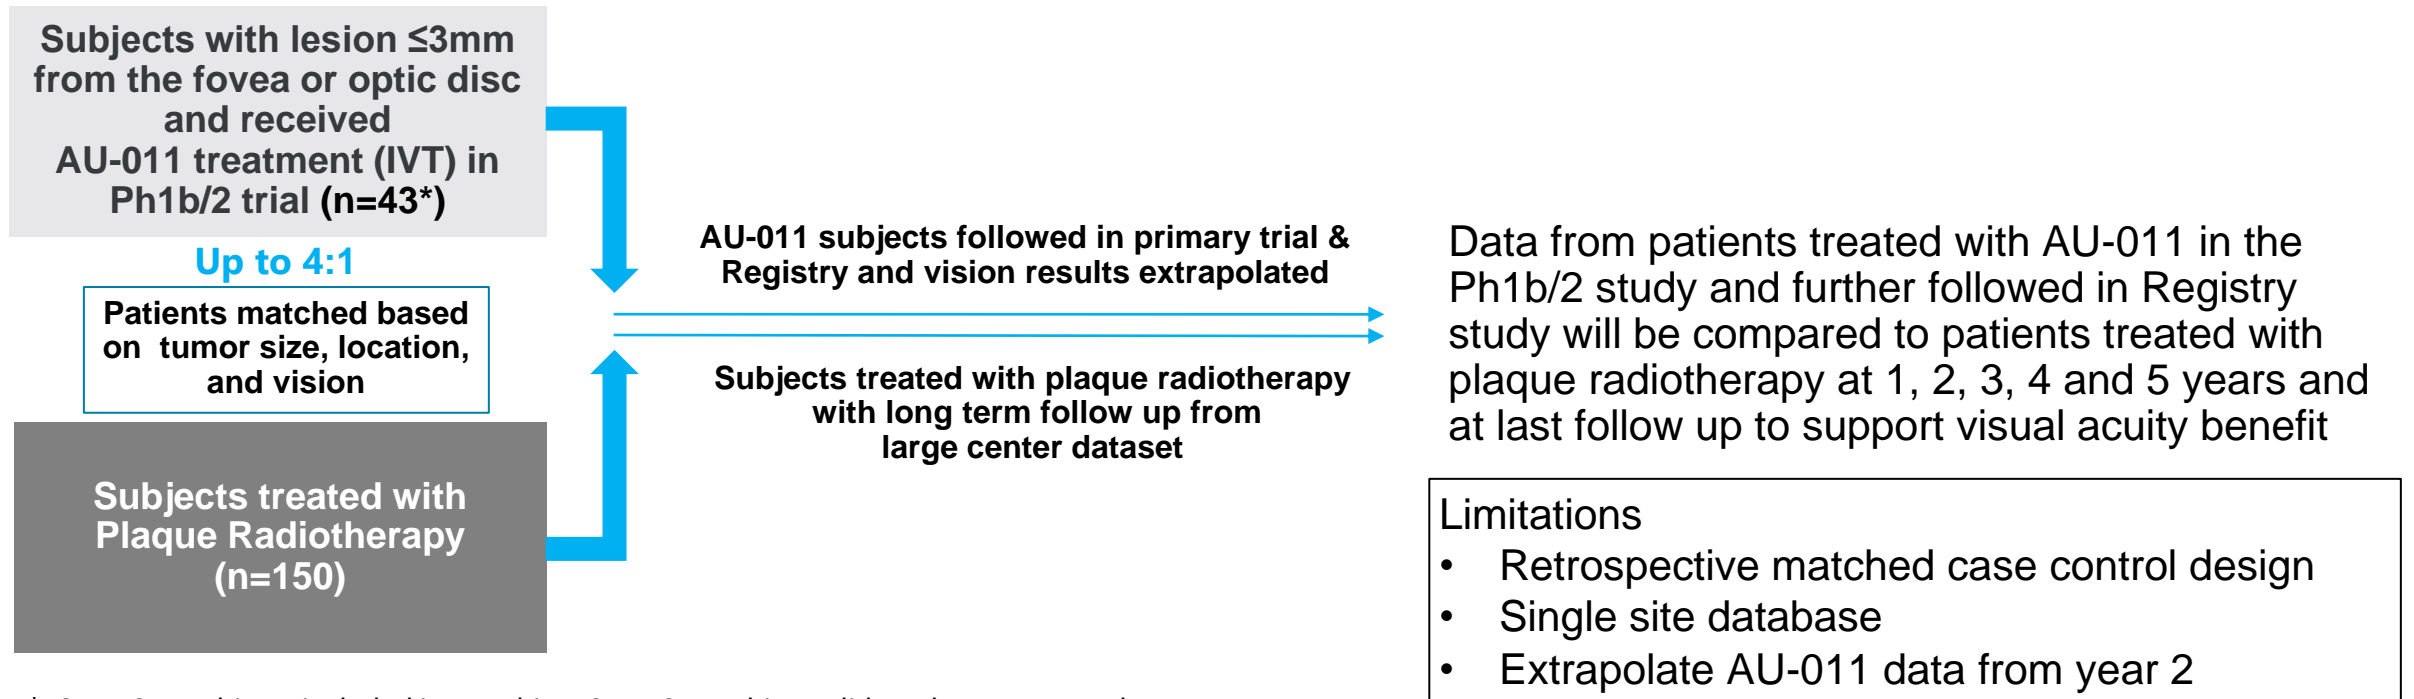 Subjects with lesion ≤3mm
from the fovea or optic disc
and received
AU-011 treatment (IVT) in
Ph1b/2 trial (n=43*)
Up to 4:1
Patients matched based
on tumor size, location,
and vision
Subjects treated with
Plaque Radiotherapy
(n=150)
AU-011 subjects followed in primary trial &
Registry and vision results extrapolated
Subjects treated with plaque radiotherapy
with long term follow up from
large center dataset
Data from patients treated with AU-011 in the
Ph1b/2 study and further followed in Registry
study will be compared to patients treated with
plaque radiotherapy at 1, 2, 3, 4 and 5 years and
at last follow up to support visual acuity benefit
Limitations
• Retrospective matched case control design
• Single site database
• Extrapolate AU-011 data from year 2